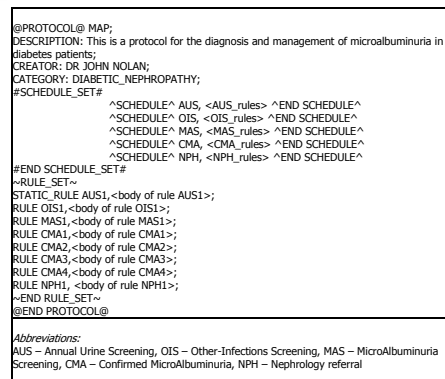 @PROTOCOL@ MAP;
DESCRIPTION: This is a protocol for the diagnosis and management of microalbuminuria in
diabetes patients;
CREATOR: DR JOHN NOLAN;
CATEGORY: DIABETIC_NEPHROPATHY;
#SCHEDULE_SET#
^SCHEDULE^ AUS, <AUS_rules> ^END SCHEDULE^
^SCHEDULE^ OIS, <OIS_rules> ^END SCHEDULE^
^SCHEDULE^ MAS, <MAS_rules> ^END SCHEDULE^
^SCHEDULE^ CMA, <CMA_rules> ^END SCHEDULE^
^SCHEDULE^ NPH, <NPH_rules> ^END SCHEDULE^
#END SCHEDULE_SET#
~RULE_SET~
STATIC_RULE AUS1,<body of rule AUS1>;
RULE OIS1,<body of rule OIS1>;
RULE MAS1,<body of rule MAS1>;
RULE CMA1,<body of rule CMA1>;
RULE CMA2,<body of rule CMA2>;
RULE CMA3,<body of rule CMA3>;
RULE CMA4,<body of rule CMA4>;
RULE NPH1, <body of rule NPH1>;
~END RULE_SET~
@END PROTOCOL@
Abbreviations:
AUS – Annual Urine Screening, OIS – Other-Infections Screening, MAS – MicroAlbuminuria
Screening, CMA – Confirmed MicroAlbuminuria, NPH – Nephrology referral